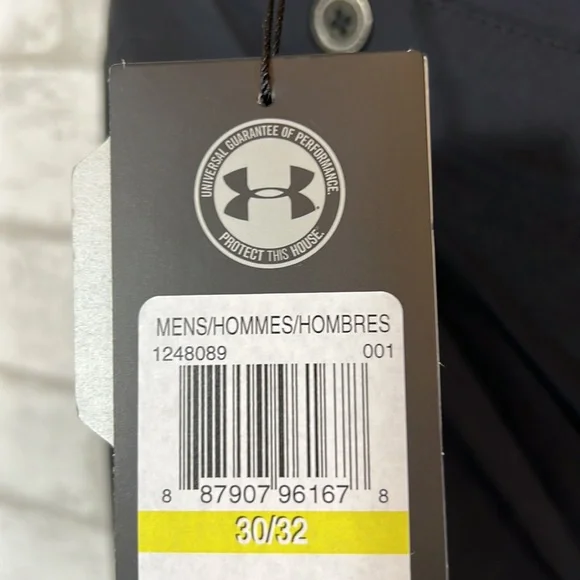 UNIVERSAL GUARANTEE OF PERFORMANCE.
PROTECT THIS HOUSE.
MENS/HOMMES/HOMBRES
1248089 001
8 87907 96167 8
30/32